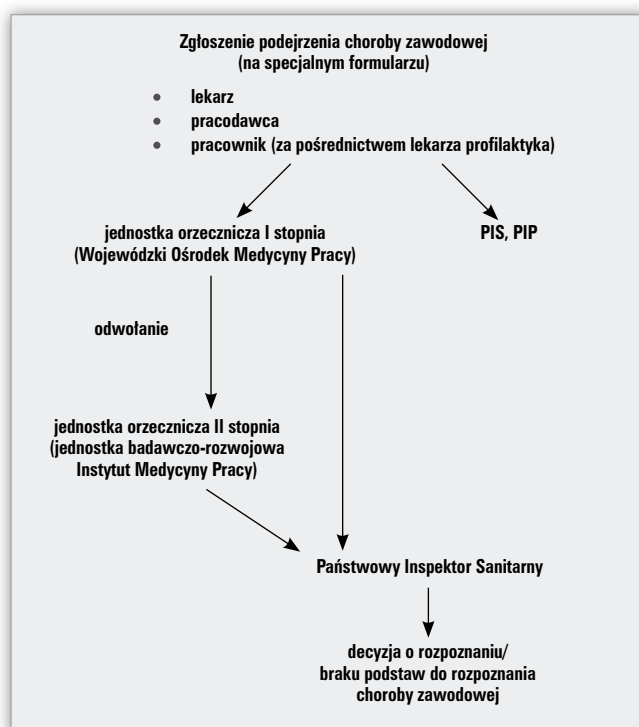 Zgłoszenie podejrzenia choroby zawodowej
(na specjalnym formularzu)
• lekarz
• pracodawca
• pracownik (za pośrednictwem lekarza profilaktyka)
jednostka orzecznicza I stopnia
(Wojewódzki Ośrodek Medycyny Pracy)
PIS, PIP
odwołanie
jednostka orzecznicza II stopnia
(jednostka badawczo-rozwojowa
Instytut Medycyny Pracy)
Państwowy Inspektor Sanitarny
decyzja o rozpoznaniu/
braku podstaw do rozpoznania
choroby zawodowej